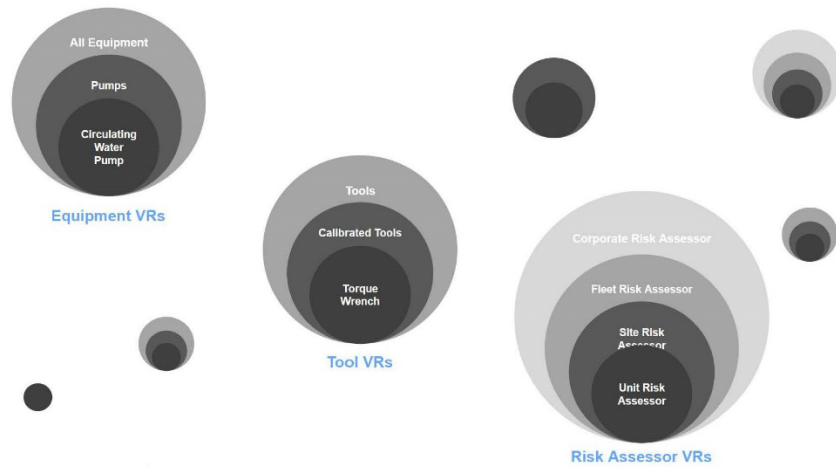 All Equipment
Pumps
Circulating
Water
Pump
Equipment VRs
Tools
Calibrated Tools
Torque
Wrench
Tool VRs
Corporate Risk Assessor
Fleet Risk Assessor
Site Risk
Assessor
Unit Risk
Assessor
Risk Assessor VRs